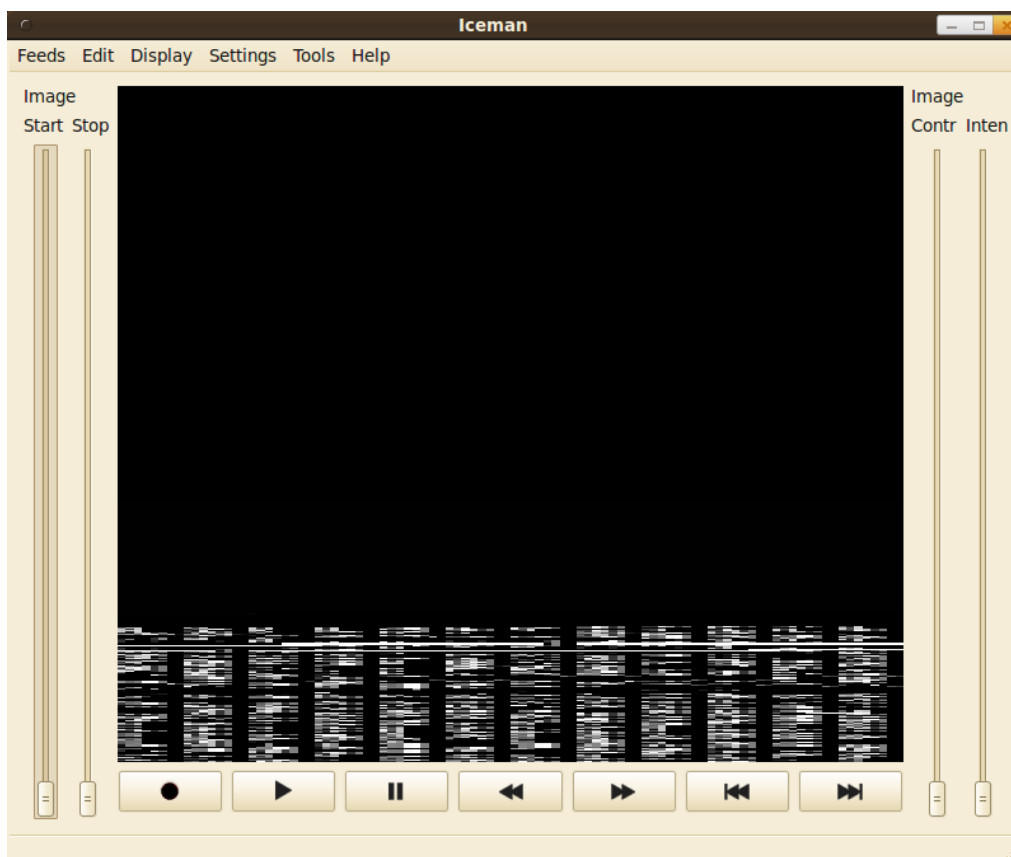 Iceman
Feeds Edit Display Settings Tools Help
Image
Start Stop
Image
Contr Inten